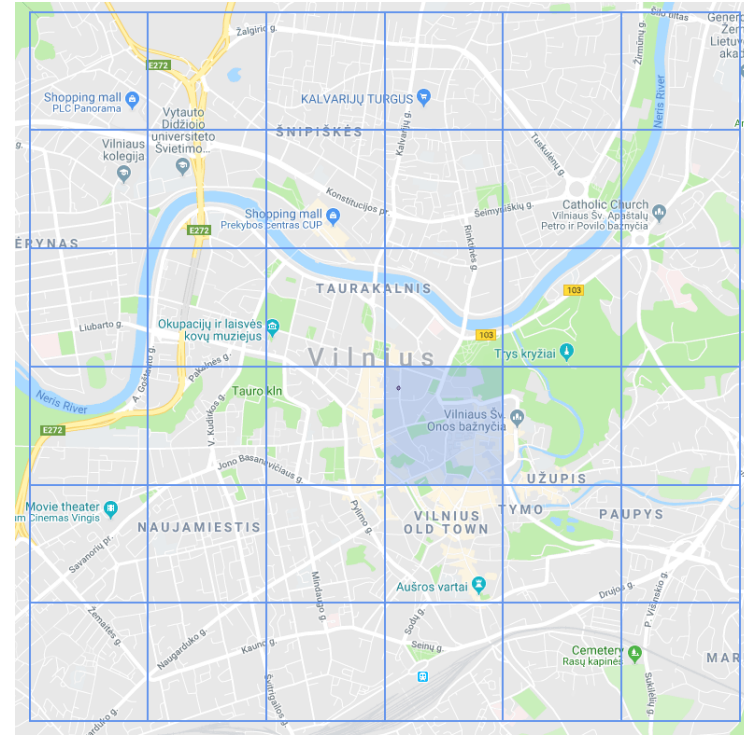 Žalgirio g.
Žirmūnų g.
E272
Shopping mall
PLC Panorama
KALVARIJŲ TURGUS
Neris River
Vytauto
Didžiojo
universiteto
Švietimo...
ŠNIPIŠKĖS
Kalvarijų g.
Tuskulėnų g.
Vilniaus
kolegija
g.
Konstitucijos pr.
Shopping mall
Prekybos centras CUP
Šeimyniškių g.
Catholic Church
Vilniaus Šv. Apaštalų
Petro ir Povilo bažnyčia
E272
Rinktinės g.
ĖRYNAS
TAURAKALNIS
103
Liubarto g.
Okupacijų ir laisvės
kovų muziejus
103
Vilnius
Trys kryžiai
Pakalnės g.
A. Goštauto g.
Tauro kln
Neris River
V. Kudirkos g.
Vilniaus Šv.
Onos bažnyčia
E272
Jono Basanavičiaus g.
UŽUPIS
Movie theater
um Cinemas Vingis
Pylimo g.
VILNIUS
OLD TOWN
TYMO
PAUPYS
NAUJAMIESTIS
Savanorių pr.
Mindaugo g.
Aušros vartai
Drujos g.
P. Višinskio g.
Žemaitės g.
Sodų g.
Naugarduko g.
Kauno g.
Seinų g.
Cemetery
Rasų kapinės
MAR
Švitrigailos g.
Sukilėlių g.